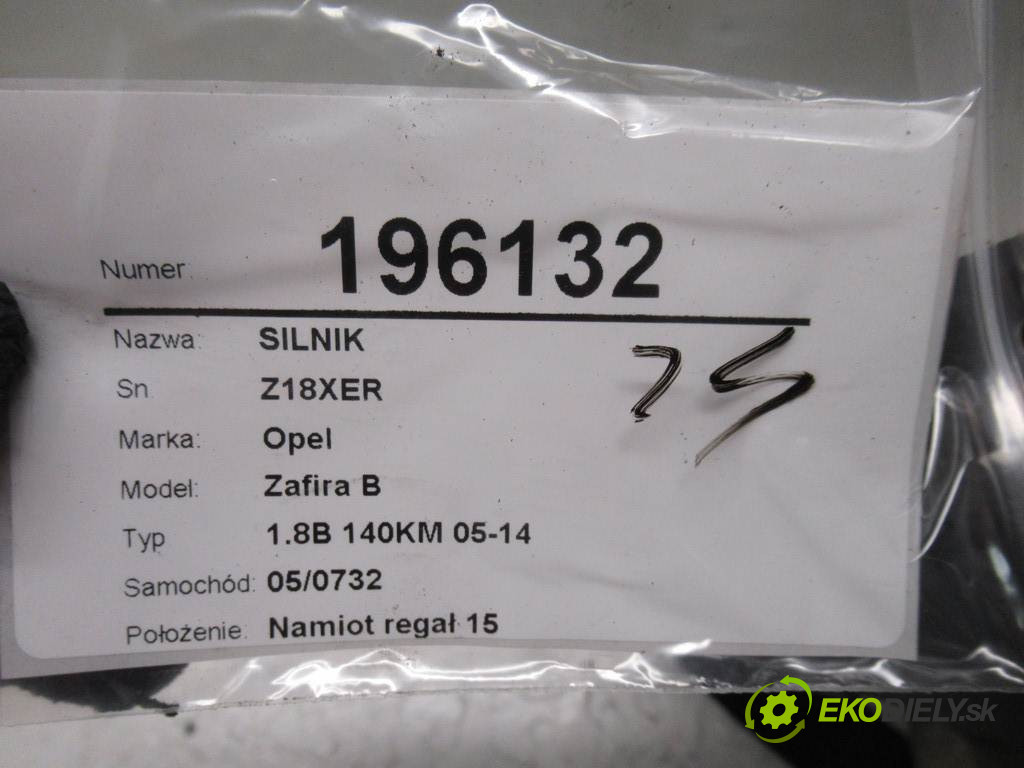 Numer: 196132
Nazwa: SILNIK
Sn Z18XER
Marka: Opel
Model: Zafira B
Typ 1.8B 140KM 05-14
Samochód: 05/0732
Położenie: Namiot regał 15
EKODIELY.sk